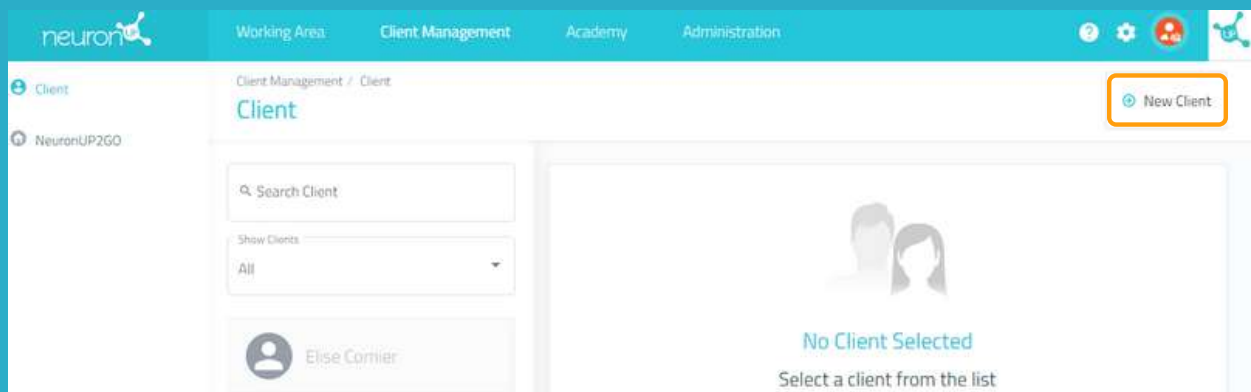 neuronUP
Working Area
Client Management
Academy
Administration
Client
NeuronUP2GO
Client Management / Client
Client
New Client
Search Client
Show Clients
All
Elise Cornier
No Client Selected
Select a client from the list